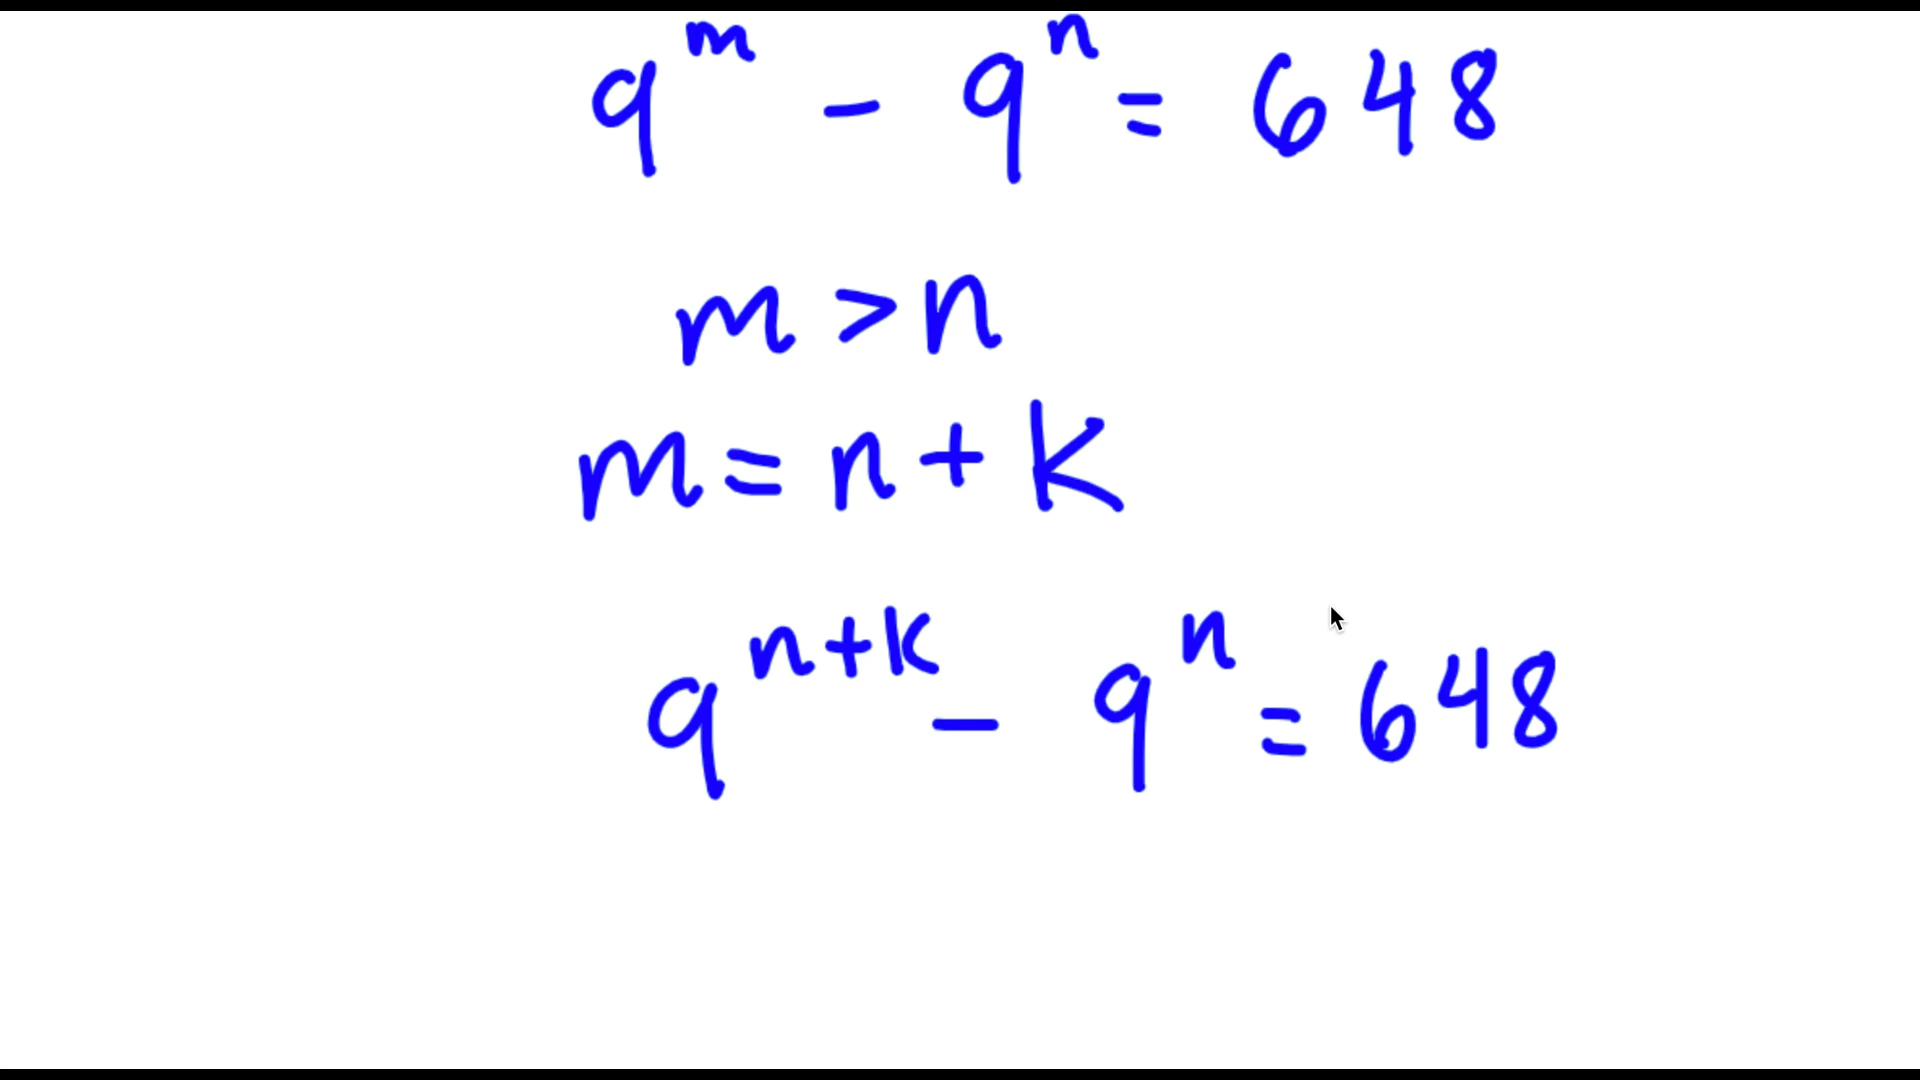 9^m - 9^n = 648
m > n
m = n + k
9^{n+k} - 9^n = 648